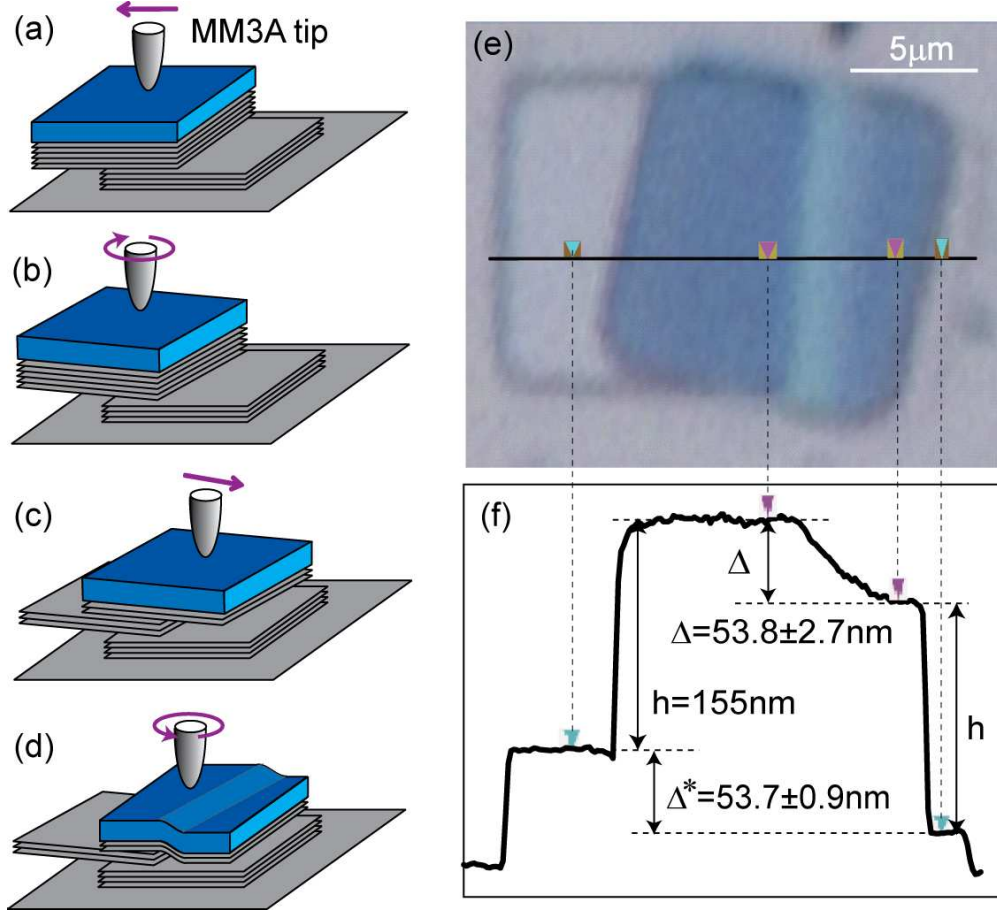 (a)
MM3A tip
(b)
(c)
(d)
(e)
5μm
(f)
Δ
Δ=53.8±2.7nm
h=155nm
h
Δ*=53.7±0.9nm